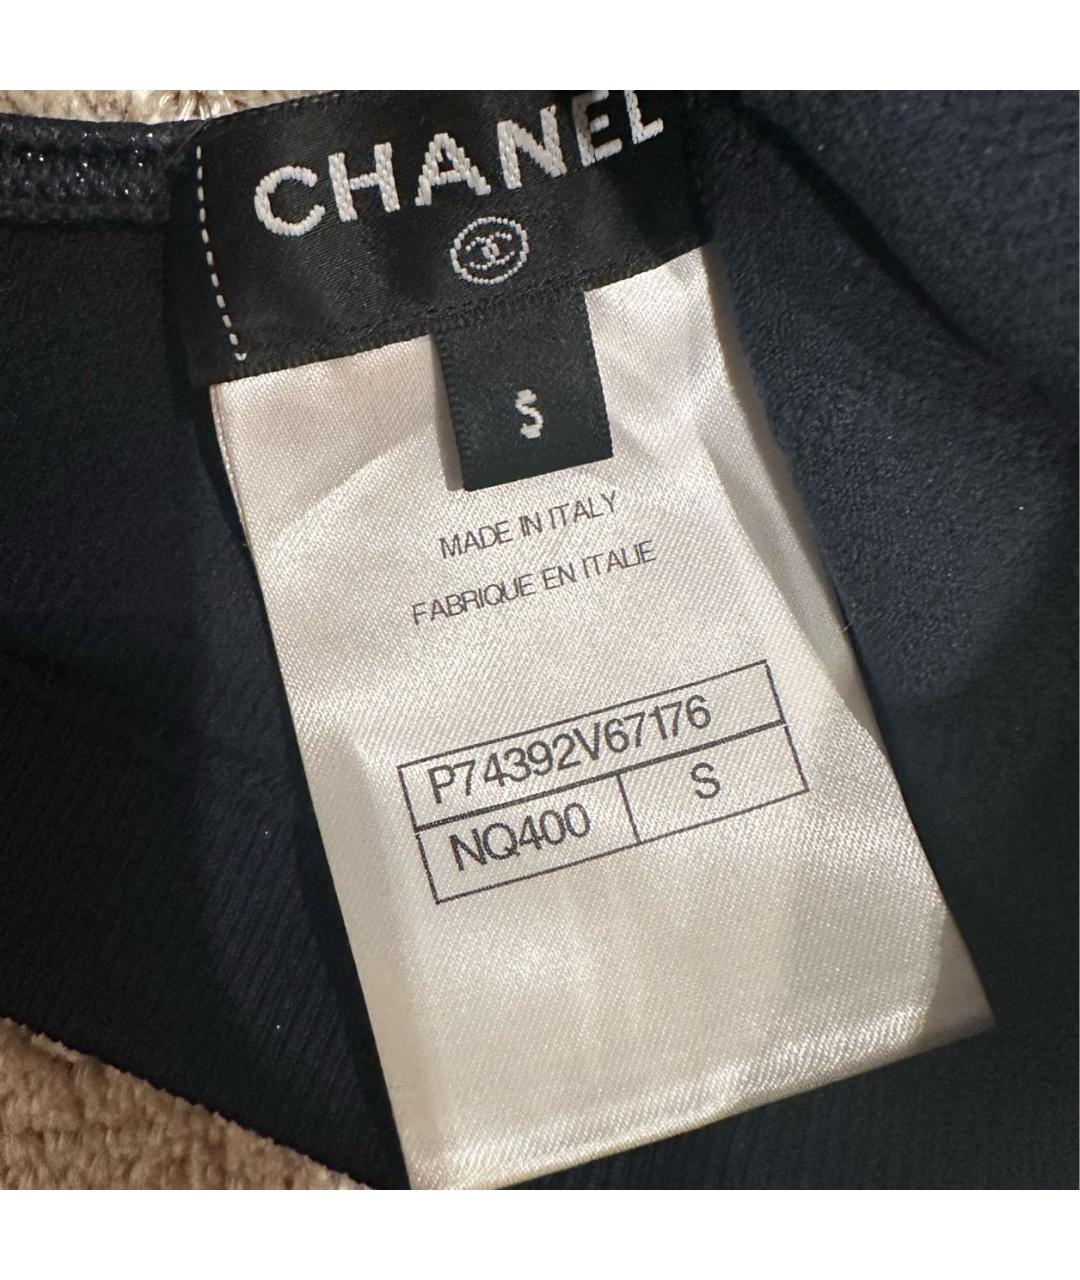 CHANEL
S
MADE IN ITALY
FABRIQUE EN ITALIE
P74392V67176
NQ400 S